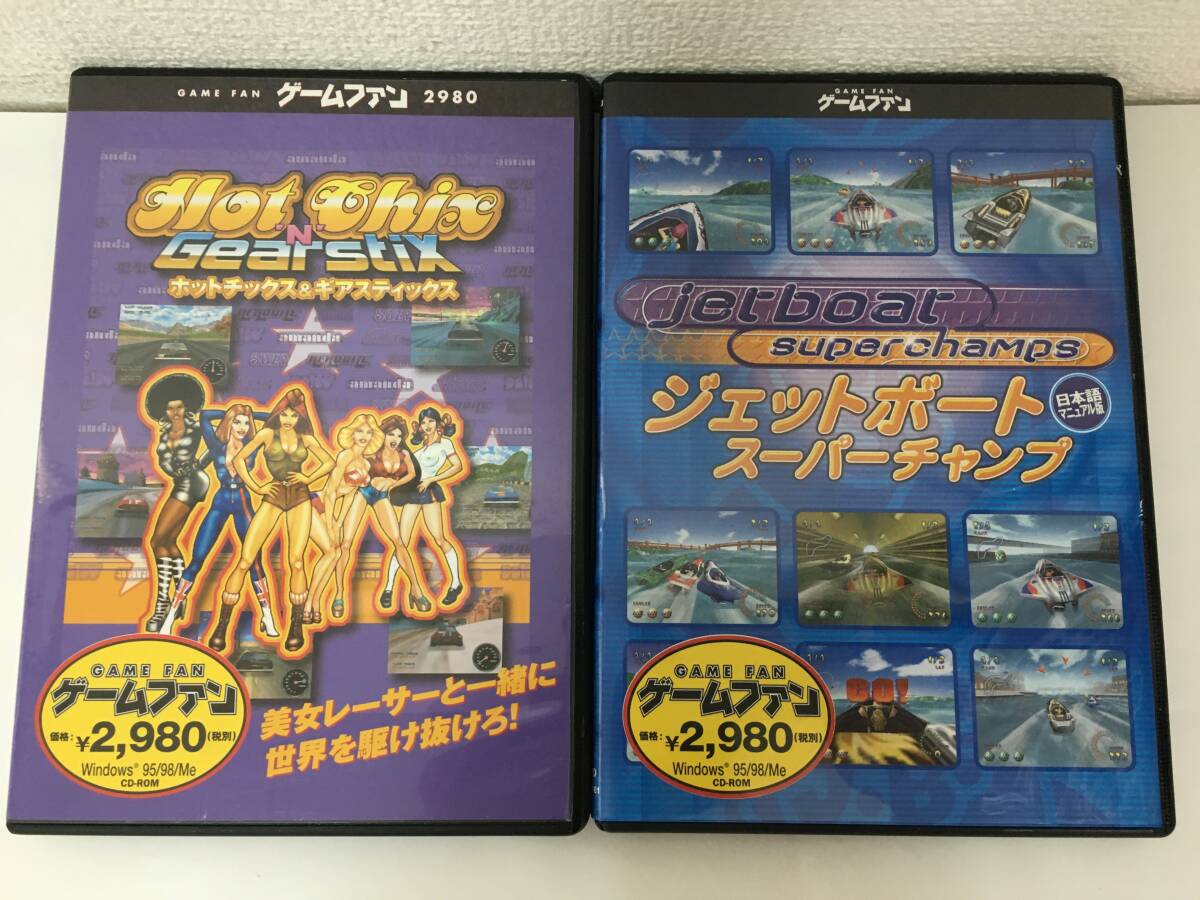 GAME FAN ゲームファン 2980
Hot Chix
'N'
Gearstix
ホットチックス&ギアスティックス
amanda
美女レーサーと一緒に
世界を駆け抜けろ!
GAME FAN
ゲームファン
価格:¥2,980(税別)
Windows® 95/98/Me
CD-ROM
GAME FAN
ゲームファン
jetboat
superchamps
ジェットボート
スーパーチャンプ
日本語
マニュアル版
GO!
GAME FAN
ゲームファン
価格:¥2,980(税別)
Windows® 95/98/Me
CD-ROM